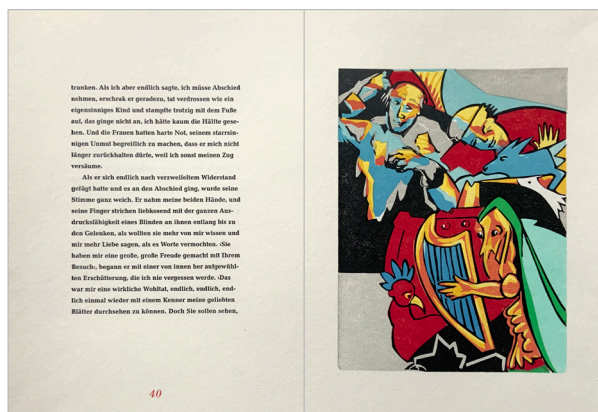 trunken. Als ich aber endlich sagte, ich müsse Abschied
nehmen, erschrak er geradezu, tat verdrossen wie ein
eigensinniges Kind und stampfte trotzig mit dem Fuße
auf, das ginge nicht an, ich hätte kaum die Hälfte gese-
hen. Und die Frauen hatten harte Not, seinem starrsin-
nigen Unmut begreiflich zu machen, dass er mich nicht
länger zurückhalten dürfe, weil ich sonst meinen Zug
versäume.
Als er sich endlich nach verzweifeltem Widerstand
gefügt hatte und es an den Abschied ging, wurde seine
Stimme ganz weich. Er nahm meine beiden Hände, und
seine Finger strichen liebkosend mit der ganzen Aus-
drucksfähigkeit eines Blinden an ihnen entlang bis zu
den Gelenken, als wollten sie mehr von mir wissen und
mir mehr Liebe sagen, als es Worte vermochten. ›Sie
haben mir eine große, große Freude gemacht mit Ihrem
Besuch‹, begann er mit einer von innen her aufgewühl-
ten Erschütterung, die ich nie vergessen werde. ›Das
war mir eine wirkliche Wohltat, endlich, endlich, end-
lich einmal wieder mit einem Kenner meine geliebten
Blätter durchsehen zu können. Doch Sie sollen sehen,
40